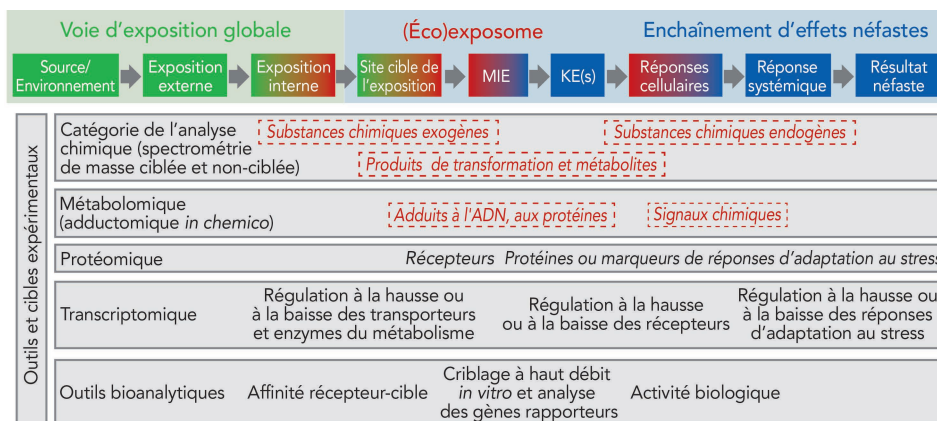 Voie d'exposition globale
(Éco)exposome
Enchaînement d'effets néfastes
Source/
Environnement
Exposition
externe
Exposition
interne
Site cible de
l'exposition
MIE
KE(s)
Réponses
cellulaires
Réponse
systémique
Résultat
néfaste
Outils et cibles expérimentaux
Catégorie de l'analyse
chimique (spectrométrie
de masse ciblée et non-ciblée)
Substances chimiques exogènes
Substances chimiques endogènes
Produits de transformation et métabolites
Métabolomique
(adductomique in chemico)
Adduits à l'ADN, aux protéines
Signaux chimiques
Protéomique
Récepteurs
Protéines ou marqueurs de réponses d'adaptation au stress
Transcriptomique
Régulation à la hausse ou
à la baisse des transporteurs
et enzymes du métabolisme
Régulation à la hausse
ou à la baisse des récepteurs
Régulation à la hausse ou
à la baisse des réponses
d'adaptation au stress
Outils bioanalytiques
Affinité récepteur-cible
Criblage à haut débit
in vitro et analyse
des gènes rapporteurs
Activité biologique